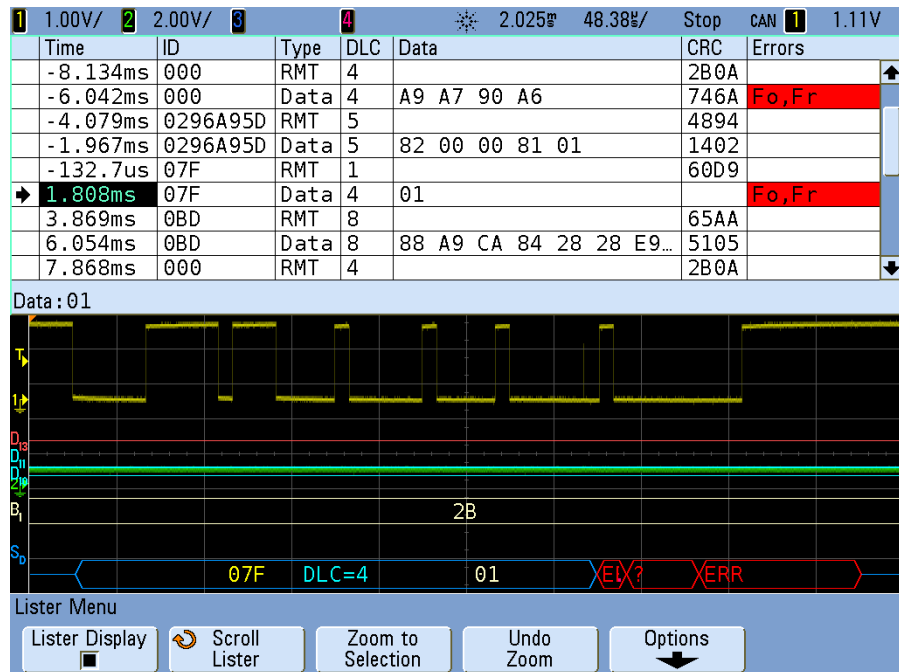 1 1.00V/ 2 2.00V/ 3 4 2.025ms 48.38us/ Stop CAN 1 1.11V
Time ID Type DLC Data CRC Errors
-8.134ms 000 RMT 4 2B0A
-6.042ms 000 Data 4 A9 A7 90 A6 746A Fo,Fr
-4.079ms 0296A95D RMT 5 4894
-1.967ms 0296A95D Data 5 82 00 00 81 01 1402
-132.7us 07F RMT 1 60D9
1.808ms 07F Data 4 01 Fo,Fr
3.869ms 0BD RMT 8 65AA
6.054ms 0BD Data 8 88 A9 CA 84 28 28 E9… 5105
7.868ms 000 RMT 4 2B0A
Data:01
T
1
D13
D11
2
B1
2B
SD
07F DLC=4 01 ? ERR
Lister Menu
Lister Display Scroll Lister Zoom to Selection Undo Zoom Options